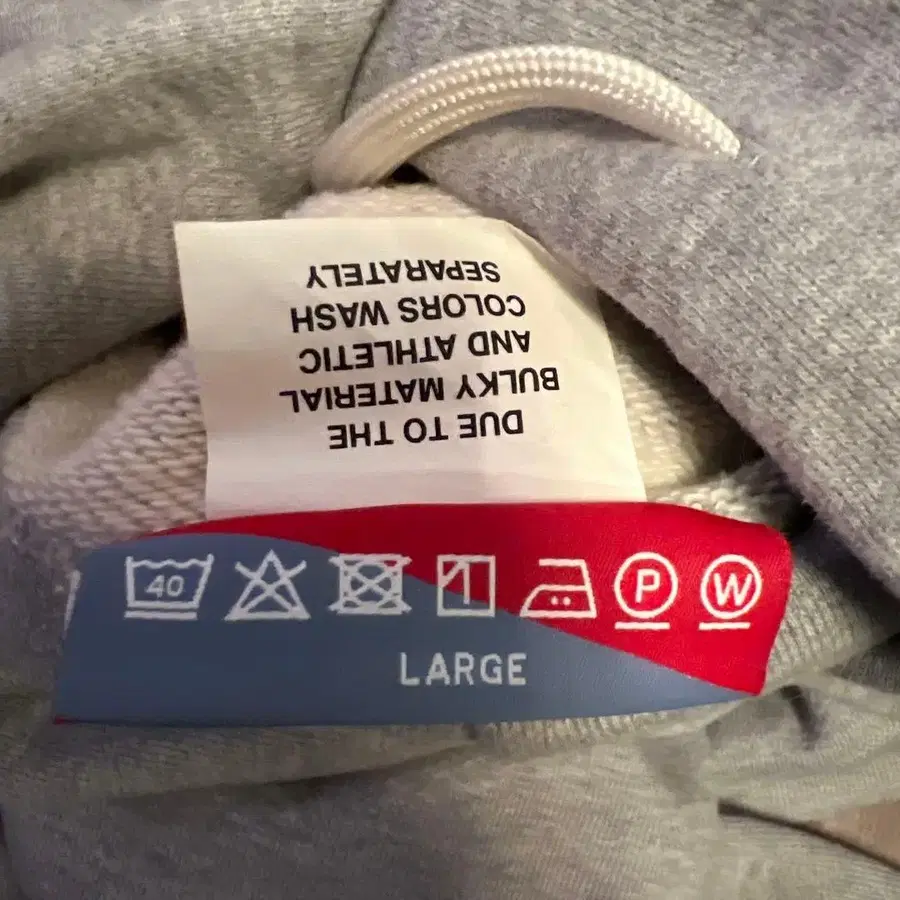 DUE TO THE
BULKY MATERIAL
AND ATHLETIC
COLORS WASH
SEPARATELY
40 P W
LARGE